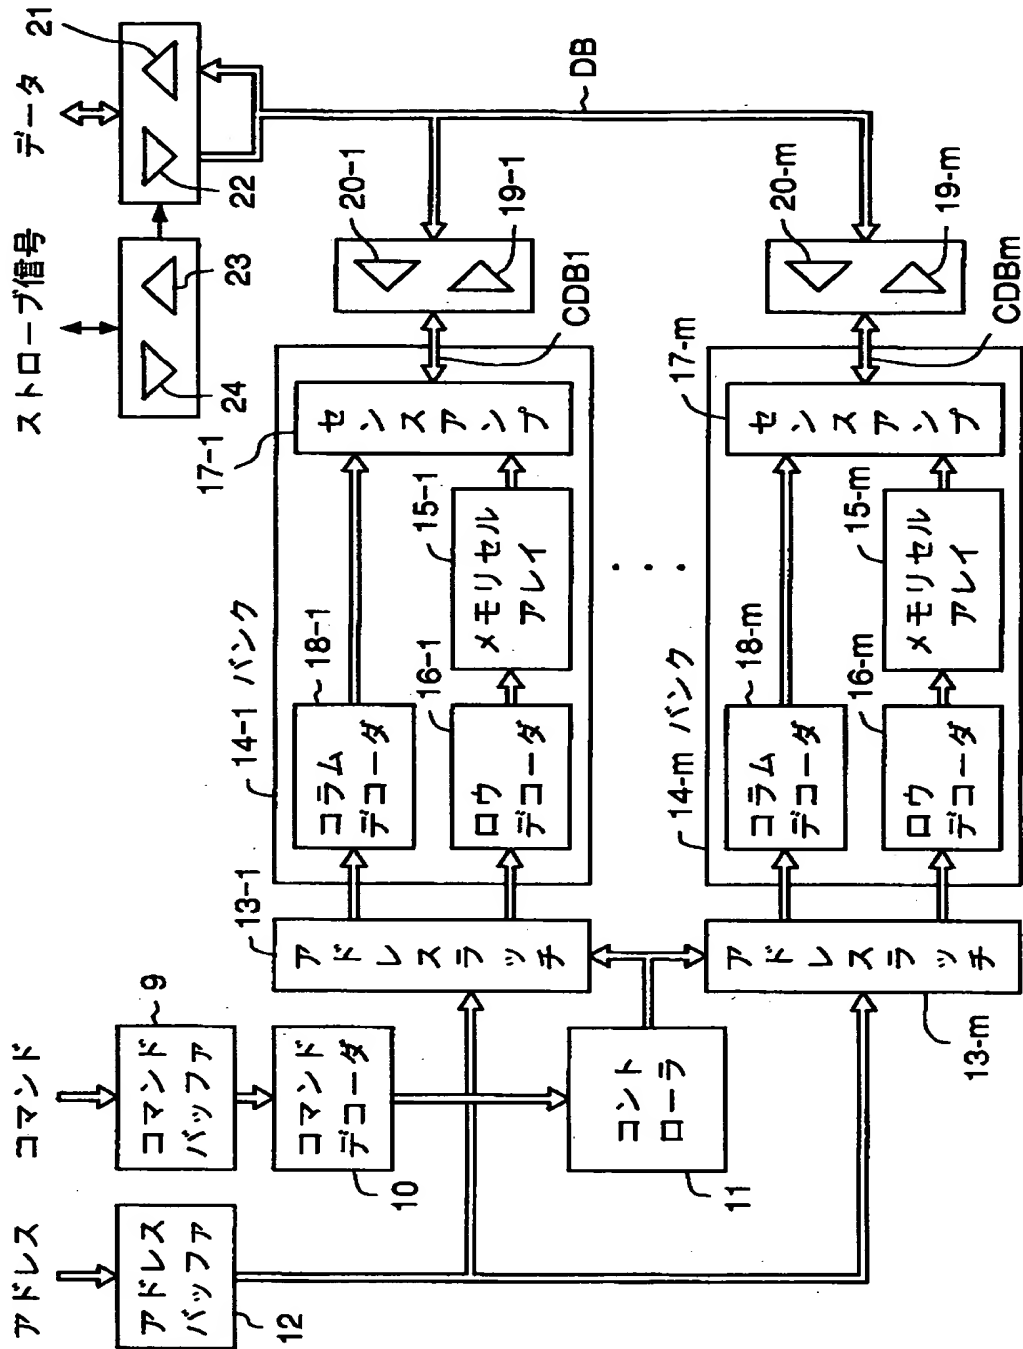 アドレス
アドレス
バッファ
12
コマンド
コマンド
バッファ
9
コマンド
デコーダ
10
コント
ローラ
11
ストローブ信号
24
23
データ
22
21
アドレスラッチ
13-1
14-1 バンク
コラム
デコーダ
18-1
ロウ
デコーダ
16-1
メモリセル
アレイ
15-1
センスアンプ
17-1
CDB1
20-1
19-1
DB
・・・
アドレスラッチ
13-m
14-m バンク
コラム
デコーダ
18-m
ロウ
デコーダ
16-m
メモリセル
アレイ
15-m
センスアンプ
17-m
CDBm
20-m
19-m